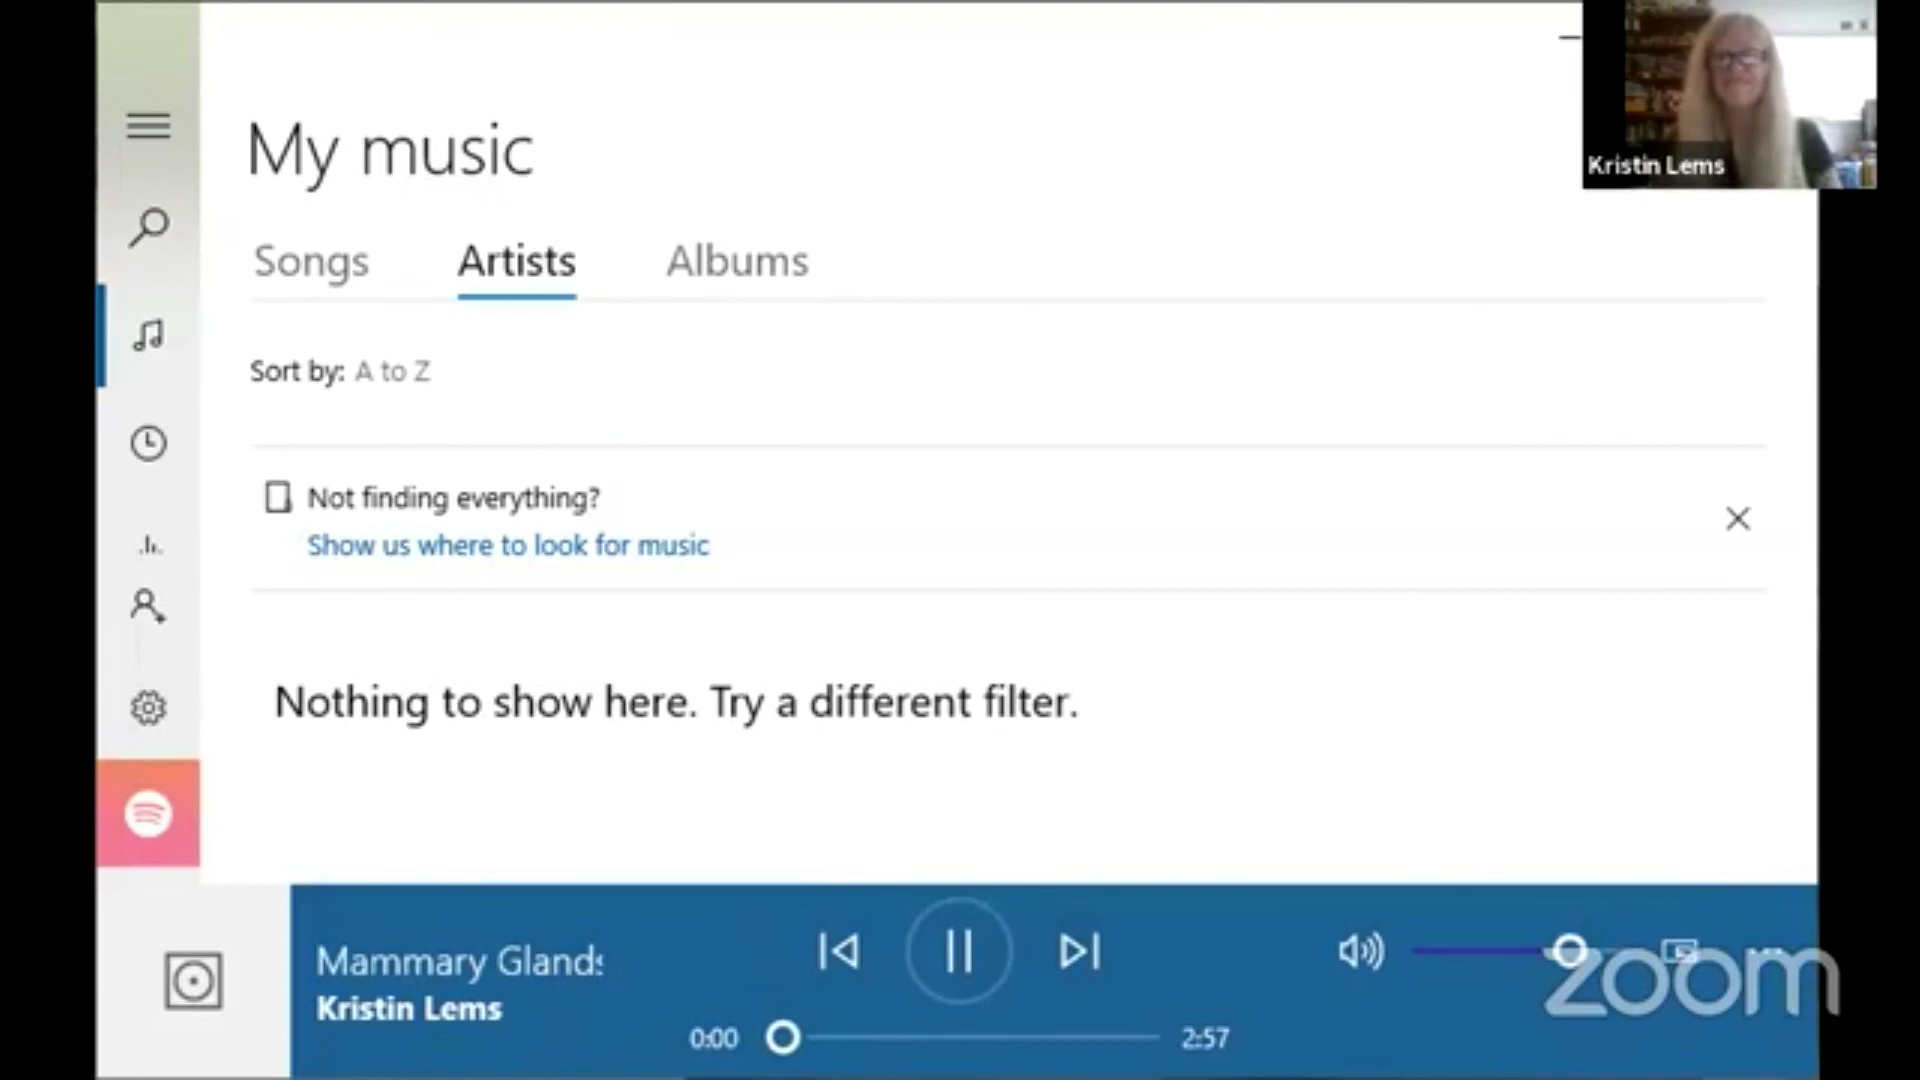 My music
Kristin Lems
Songs Artists Albums
Sort by: A to Z
Not finding everything?
Show us where to look for music
Nothing to show here. Try a different filter.
Mammary Glands
Kristin Lems
0:00 2:57
zoom